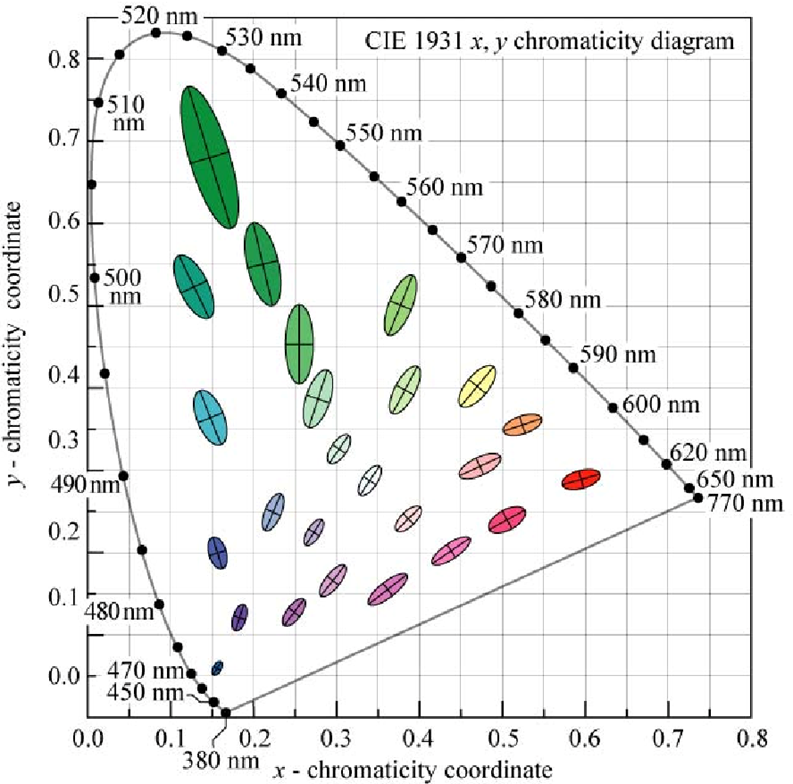 520 nm
530 nm
CIE 1931 x, y chromaticity diagram
0.8
540 nm
510
nm
550 nm
0.7
560 nm
0.6
570 nm
500
nm
580 nm
0.5
590 nm
0.4
600 nm
0.3
620 nm
650 nm
490 nm
770 nm
0.2
0.1
480 nm
470 nm
0.0
450 nm
y - chromaticity coordinate
0.0 0.1 0.2 0.3 0.4 0.5 0.6 0.7 0.8
380 nm
x - chromaticity coordinate